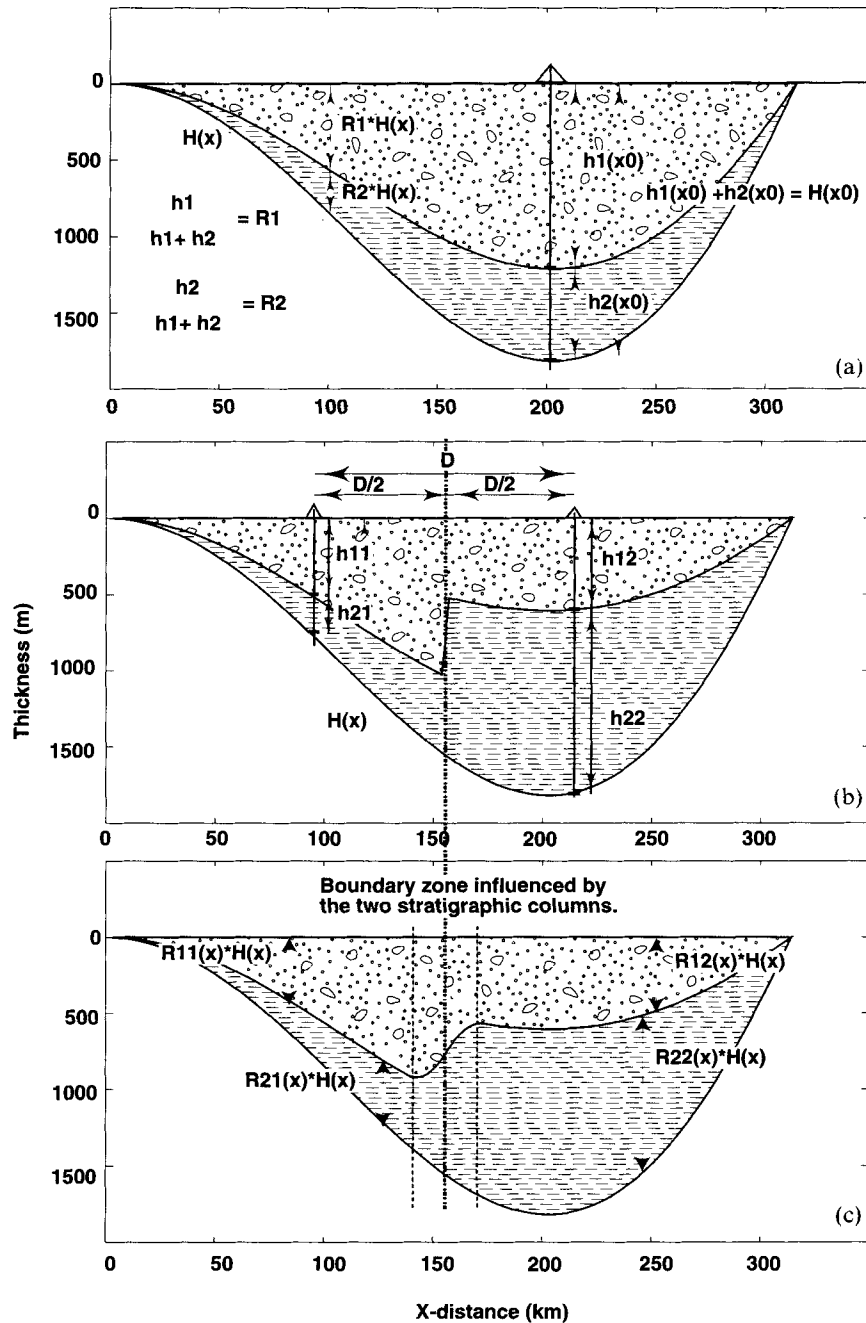 0
500
1000
1500
H(x)
R1*H(x)
R2*H(x)
h1
h1+ h2
= R1
h2
h1+ h2
= R2
h1(x0)
h1(x0) +h2(x0) = H(x0)
h2(x0)
(a)
0 50 100 150 200 250 300
D
D/2 D/2
0
500
1000
1500
Thickness (m)
h11
h21
h12
h22
H(x)
(b)
0 50 100 150 200 250 300
Boundary zone influenced by
the two stratigraphic columns.
0
500
1000
1500
R11(x)*H(x)
R12(x)*H(x)
R21(x)*H(x)
R22(x)*H(x)
(c)
0 50 100 150 200 250 300
X-distance (km)